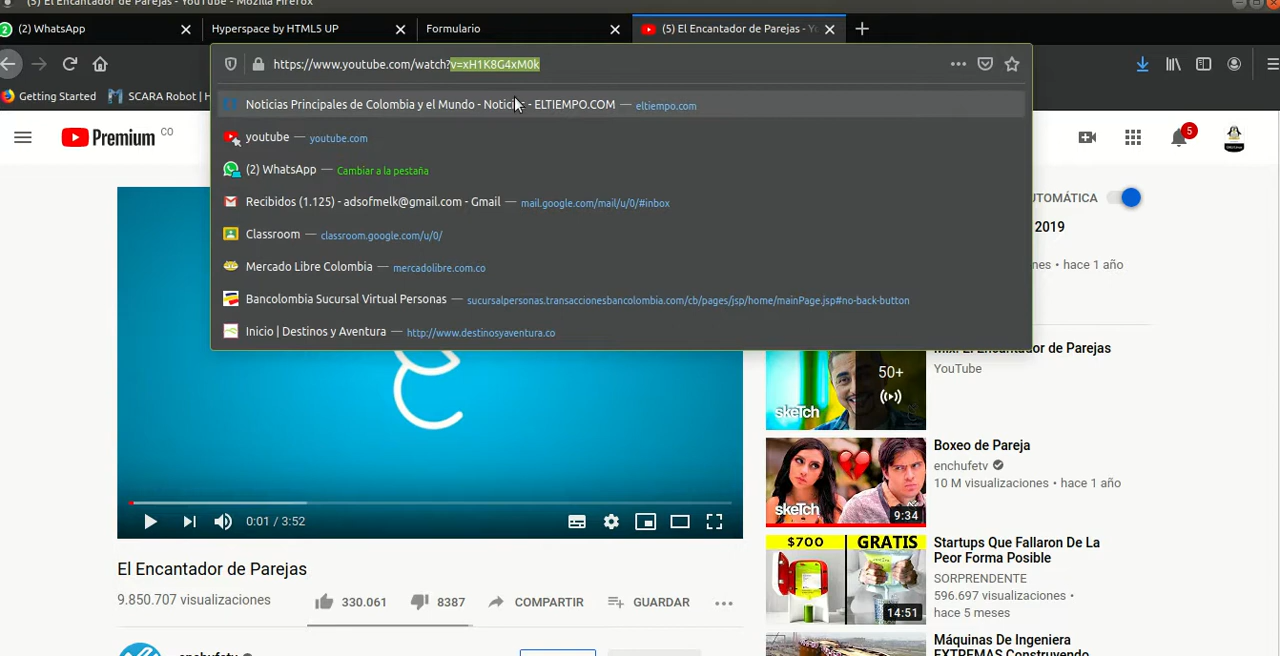 (5) El Encantador de Parejas - YouTube - Mozilla Firefox
(2) WhatsApp
Hyperspace by HTML5 UP
Formulario
(5) El Encantador de Parejas - Y
https://www.youtube.com/watch?v=xH1K8G4xM0k
Getting Started
SCARA Robot | H
Noticias Principales de Colombia y el Mundo - Notici - ELTIEMPO.COM — eltiempo.com
youtube — youtube.com
(2) WhatsApp — Cambiar a la pestaña
Recibidos (1.125) - adsofmelk@gmail.com - Gmail — mail.google.com/mail/u/0/#inbox
Classroom — classroom.google.com/u/0/
Mercado Libre Colombia — mercadolibre.com.co
Bancolombia Sucursal Virtual Personas — sucursalpersonas.transaccionesbancolombia.com/cb/pages/jsp/home/mainPage.jsp#no-back-button
Inicio | Destinos y Aventura — http://www.destinosyaventura.co
Premium CO
5
UTOMÁTICA
2019
nes • hace 1 año
0:01 / 3:52
El Encantador de Parejas
9.850.707 visualizaciones
330.061
8387
COMPARTIR
GUARDAR
50+
skeTch
Mix: El Encantador de Parejas
YouTube
skeTch
9:34
Boxeo de Pareja
enchufetv
10 M visualizaciones • hace 1 año
$700
GRATIS
14:51
Startups Que Fallaron De La
Peor Forma Posible
SORPRENDENTE
596.697 visualizaciones •
hace 5 meses
Máquinas De Ingeniera
EXTREMAS Construyendo